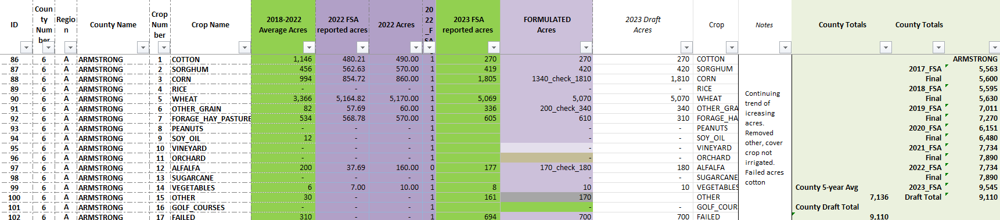 ID Coun ty Num ber Regio n County Name Crop Num ber Crop Name 2018-2022 Average Acres 2022 FSA reported acres 2022 Acres 20 22 _F SA 2023 FSA reported acres FORMULATED Acres 2023 Draft Acres Crop Notes County Totals County Totals
86 6 A ARMSTRONG 1 COTTON 1,146 480.21 490.00 1 270 270 270 COTTON ARMSTRONG
87 6 A ARMSTRONG 2 SORGHUM 456 562.63 570.00 1 419 420 420 SORGHUM 2017_FSA 5,563
88 6 A ARMSTRONG 3 CORN 994 854.72 860.00 1 1,805 1340_check_1810 1,810 CORN Final 5,600
89 6 A ARMSTRONG 4 RICE - - - 1 - - RICE 2018_FSA 5,595
90 6 A ARMSTRONG 5 WHEAT 3,366 5,164.82 5,170.00 1 5,069 5,070 5,070 WHEAT Final 5,630
91 6 A ARMSTRONG 6 OTHER_GRAIN 82 57.69 60.00 1 336 200_check_340 340 OTHER_GRA 2019_FSA 7,011
92 6 A ARMSTRONG 7 FORAGE_HAY_PASTURE 534 568.78 570.00 1 605 610 310 FORAGE_HA Final 7,270
93 6 A ARMSTRONG 8 PEANUTS - - - 1 - - PEANUTS 2020_FSA 6,151
94 6 A ARMSTRONG 9 SOY_OIL 12 - - 1 - - SOY_OIL Final 6,480
95 6 A ARMSTRONG 10 VINEYARD - - - 1 - - VINEYARD 2021_FSA 7,734
96 6 A ARMSTRONG 11 ORCHARD - - - 1 - - ORCHARD Final 7,890
97 6 A ARMSTRONG 12 ALFALFA 200 37.69 160.00 0 177 170_check_180 180 ALFALFA 2022_FSA 7,734
98 6 A ARMSTRONG 13 SUGARCANE - - - 1 - - SUGARCANE Final 7,890
99 6 A ARMSTRONG 14 VEGETABLES 6 7.00 10.00 1 8 10 10 VEGETABLES County 5-year Avg 2023_FSA 9,545
100 6 A ARMSTRONG 15 OTHER 30 - - 1 161 170 OTHER 7,136 Draft Total 9,110
101 6 A ARMSTRONG 16 GOLF_COURSES - - - 1 - - GOLF_COUR County Draft Total
102 6 A ARMSTRONG 17 FAILED 310 - - 1 694 700 700 FAILED 9,110
Continuing
trend of
icreasing
acres.
Removed
other, cover
crop not
irrigated.
Failed acres
cotton